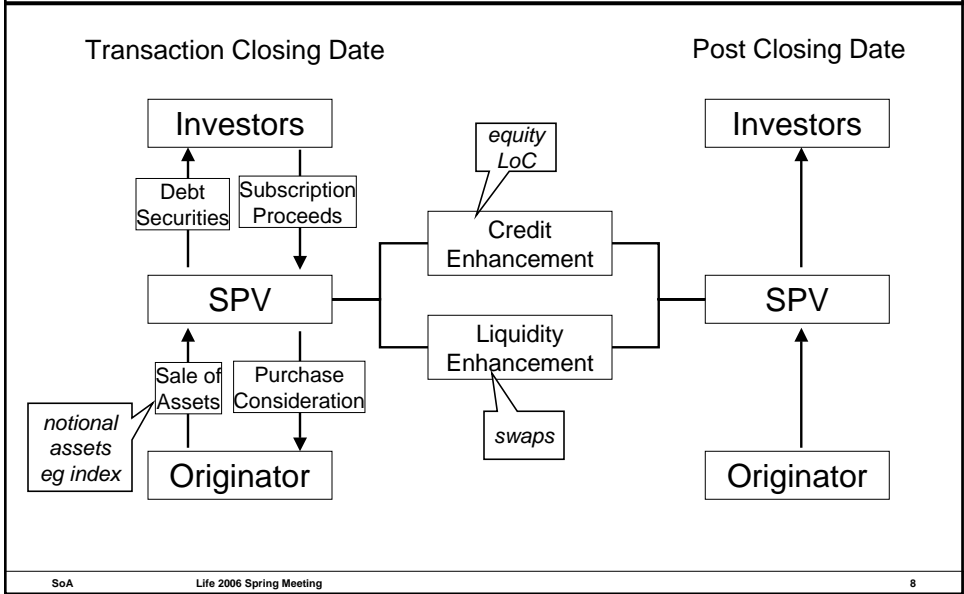 Transaction Closing Date
Post Closing Date
Investors
Debt
Securities
Subscription
Proceeds
SPV
Sale of
Assets
Purchase
Consideration
notional
assets
eg index
Originator
equity
LoC
Credit
Enhancement
Liquidity
Enhancement
swaps
Investors
SPV
Originator
SoA
Life 2006 Spring Meeting
8